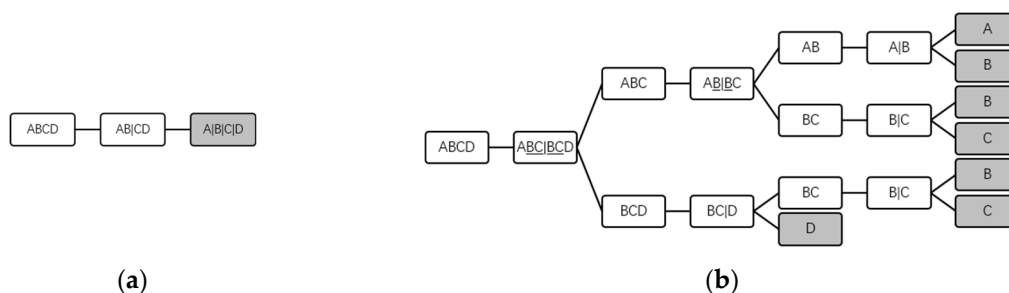 ABCD
AB|CD
A|B|C|D
(a)
ABCD
ABC|BCD
ABC
AB|BC
AB
A|B
A
B
BC
B|C
B
C
BCD
BC|D
BC
B|C
B
C
D
(b)